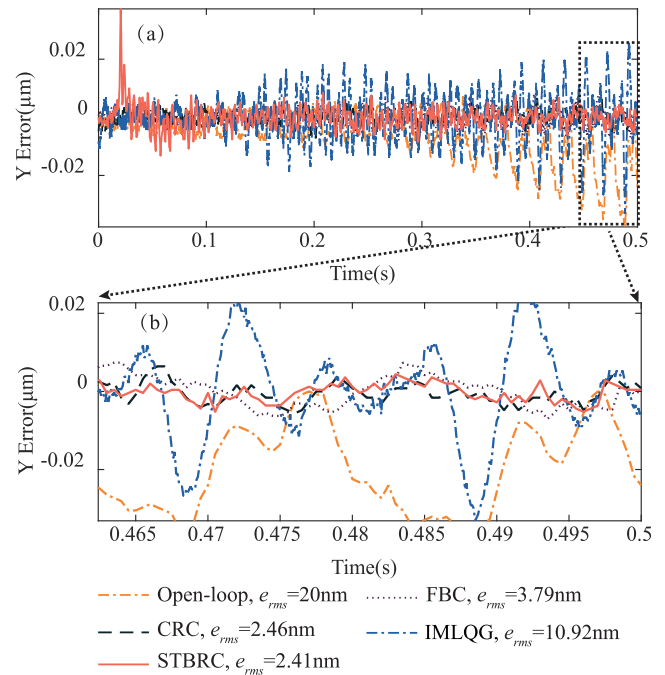 (a)
0.02
0
-0.02
Y Error(μm)
0 0.1 0.2 0.3 0.4 0.5
Time(s)
(b)
0.02
0
-0.02
Y Error(μm)
0.465 0.47 0.475 0.48 0.485 0.49 0.495 0.5
Time(s)
Open-loop, e_rms=20nm FBC, e_rms=3.79nm
CRC, e_rms=2.46nm IMLQG, e_rms=10.92nm
STBRC, e_rms=2.41nm